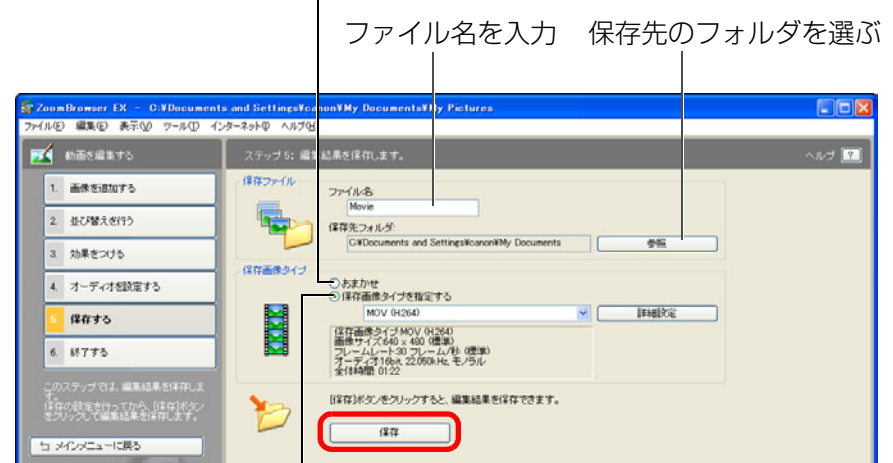 ファイル名を入力 保存先のフォルダを選ぶ
ZoomBrowser EX - C:¥Documents and Settings¥canon¥My Documents¥My Pictures
ファイル(F) 編集(E) 表示(V) ツール(T) インターネット(I) ヘルプ(H)
動画を編集する
ステップ 5: 編集結果を保存します。
ヘルプ ?
1. 画像を追加する
2. 並び替えを行う
3. 効果をつける
4. オーディオを設定する
5. 保存する
6. 終了する
このステップでは、編集結果を保存しま
す。
保存の設定を行ってから、[保存]ボタン
をクリックして編集結果を保存します。
メインメニューに戻る
保存ファイル
ファイル名
Movie
保存先フォルダ:
C:¥Documents and Settings¥canon¥My Documents
参照
保存画像タイプ
おまかせ
保存画像タイプを指定する
MOV (H.264)
詳細設定
保存画像タイプ:MOV (H.264)
画像サイズ:640 x 480 (標準)
フレームレート:30 フレーム/秒 (標準)
オーディオ:16bit, 22.050kHz, モノラル
全体時間: 01:22
[保存]ボタンをクリックすると、編集結果を保存できます。
保存